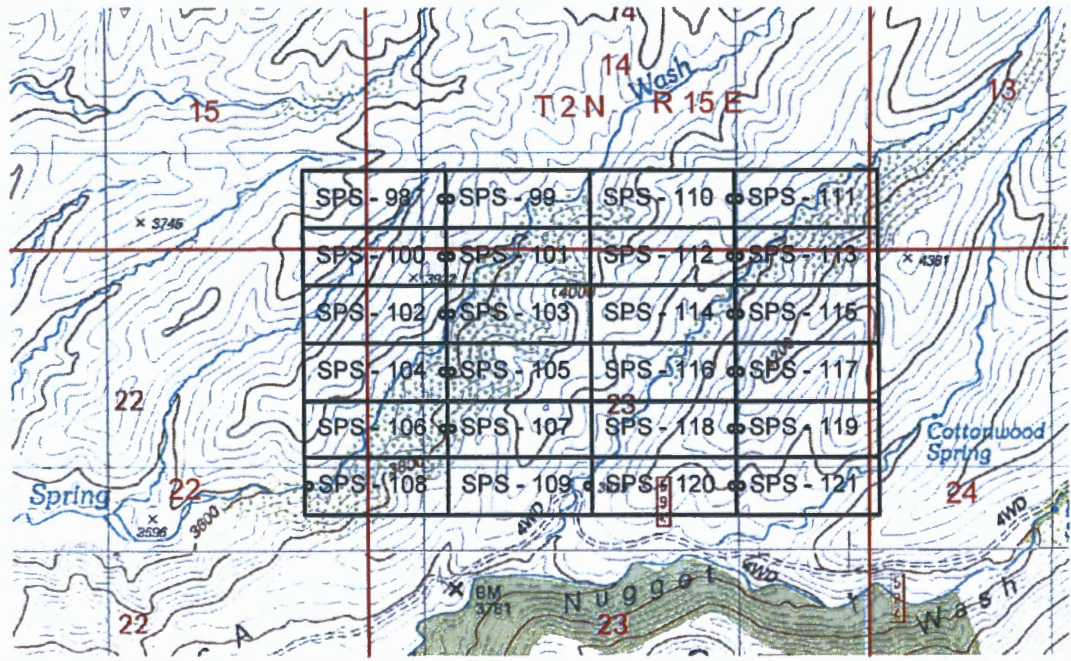 14
14
15
13
Wash
T 2 N R 15 E
SPS - 98 SPS - 99 SPS - 110 SPS - 111
3745
SPS - 100 SPS - 101 SPS - 112 SPS - 113
4381
4000
SPS - 102 SPS - 103 SPS - 114 SPS - 115
SPS - 104 SPS - 105 SPS - 116 SPS - 117
22
23
SPS - 106 SPS - 107 SPS - 118 SPS - 119
Cottonwood
Spring
3800
SPS - 108 SPS - 109 SPS - 120 SPS - 121
Spring
22
24
3596
3800
4WD
4WD
4WD
BM
3781
Nugget
Wash
22
23
A